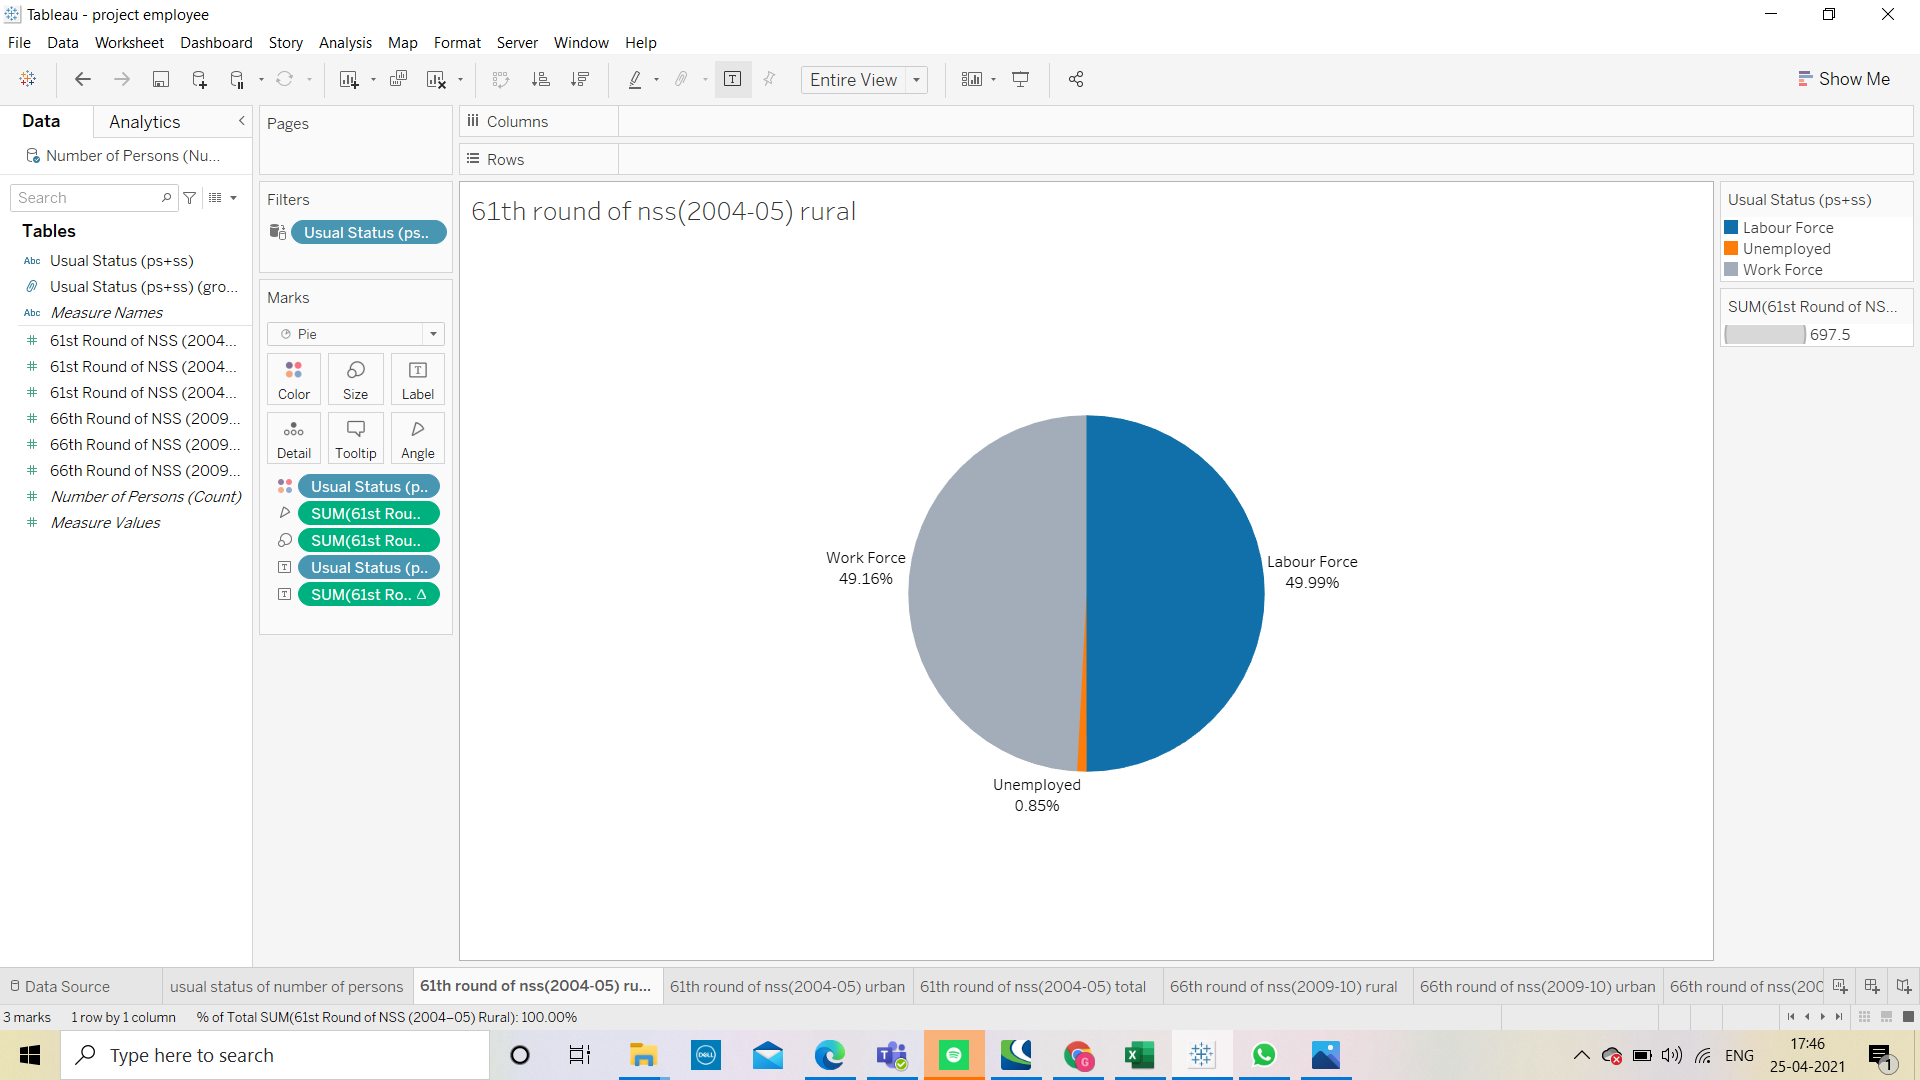 Tableau - project employee
File Data Worksheet Dashboard Story Analysis Map Format Server Window Help
Entire View
Show Me
Data Analytics
Number of Persons (Nu...
Search
Tables
Abc Usual Status (ps+ss)
Usual Status (ps+ss) (gro...
Abc Measure Names
# 61st Round of NSS (2004...
# 61st Round of NSS (2004...
# 61st Round of NSS (2004...
# 66th Round of NSS (2009...
# 66th Round of NSS (2009...
# 66th Round of NSS (2009...
# Number of Persons (Count)
# Measure Values
Pages
Filters
Usual Status (ps..
Marks
Pie
Color Size Label
Detail Tooltip Angle
Usual Status (p..
SUM(61st Rou..
SUM(61st Rou..
Usual Status (p..
SUM(61st Ro.. Δ
Columns
Rows
61th round of nss(2004-05) rural
Work Force
49.16%
Labour Force
49.99%
Unemployed
0.85%
Usual Status (ps+ss)
Labour Force
Unemployed
Work Force
SUM(61st Round of NS...
697.5
Data Source usual status of number of persons 61th round of nss(2004-05) ru... 61th round of nss(2004-05) urban 61th round of nss(2004-05) total 66th round of nss(2009-10) rural 66th round of nss(2009-10) urban 66th round of nss(200
3 marks 1 row by 1 column % of Total SUM(61st Round of NSS (2004–05) Rural): 100.00%
Type here to search
DELL
ENG
17:46
25-04-2021
1